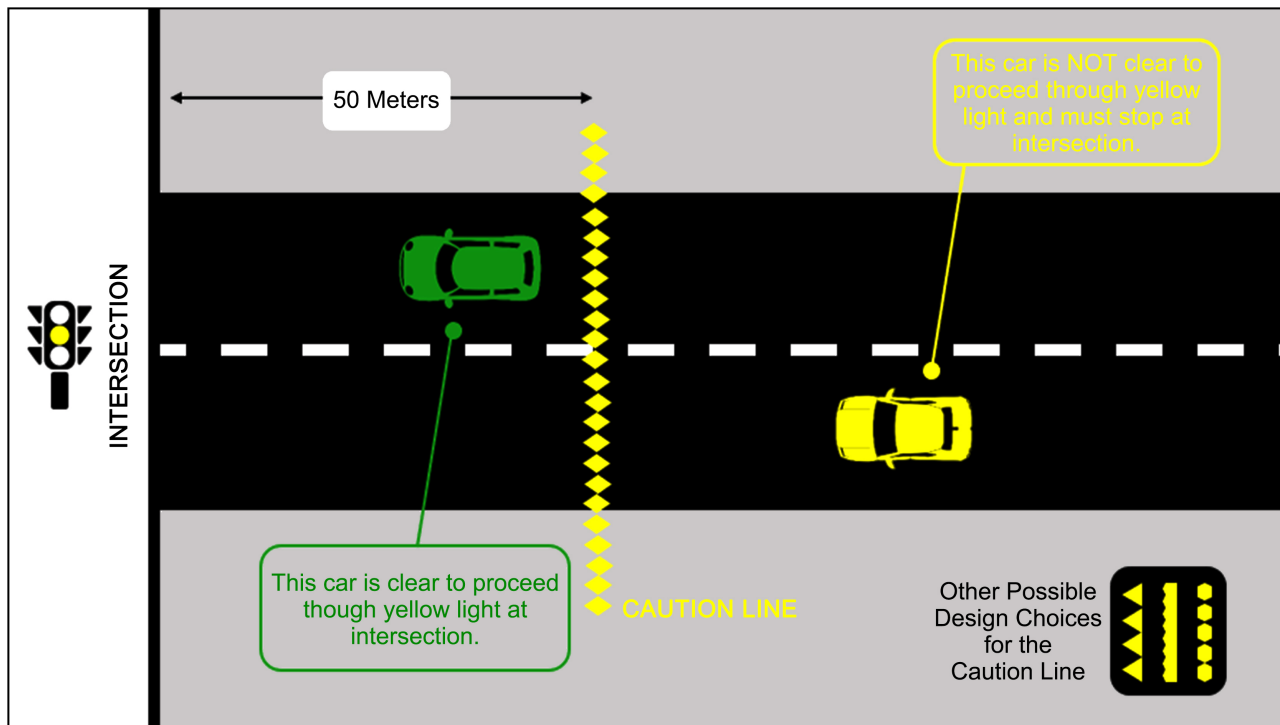 50 Meters
This car is NOT clear to
proceed through yellow
light and must stop at
intersection.
INTERSECTION
This car is clear to proceed
though yellow light at
intersection.
CAUTION LINE
Other Possible
Design Choices
for the
Caution Line